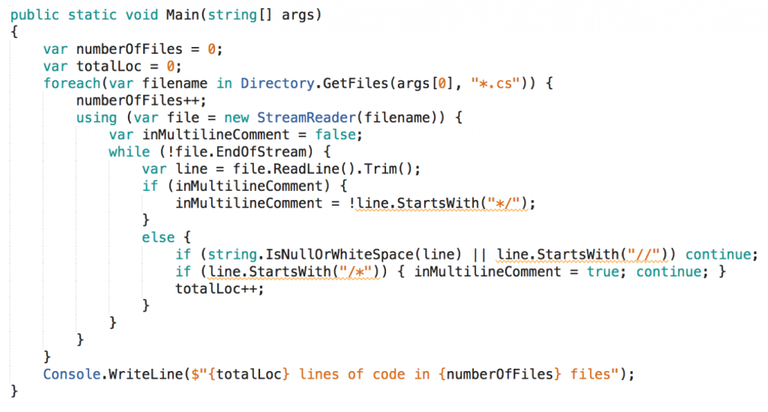 public static void Main(string[] args)
{
    var numberOfFiles = 0;
    var totalLoc = 0;
    foreach(var filename in Directory.GetFiles(args[0], "*.cs")) {
        numberOfFiles++;
        using (var file = new StreamReader(filename)) {
            var inMultilineComment = false;
            while (!file.EndOfStream) {
                var line = file.ReadLine().Trim();
                if (inMultilineComment) {
                    inMultilineComment = !line.StartsWith("*/");
                }
                else {
                    if (string.IsNullOrWhiteSpace(line) || line.StartsWith("//")) continue;
                    if (line.StartsWith("/*")) { inMultilineComment = true; continue; }
                    totalLoc++;
                }
            }
        }
    }
    Console.WriteLine($"{totalLoc} lines of code in {numberOfFiles} files");
}